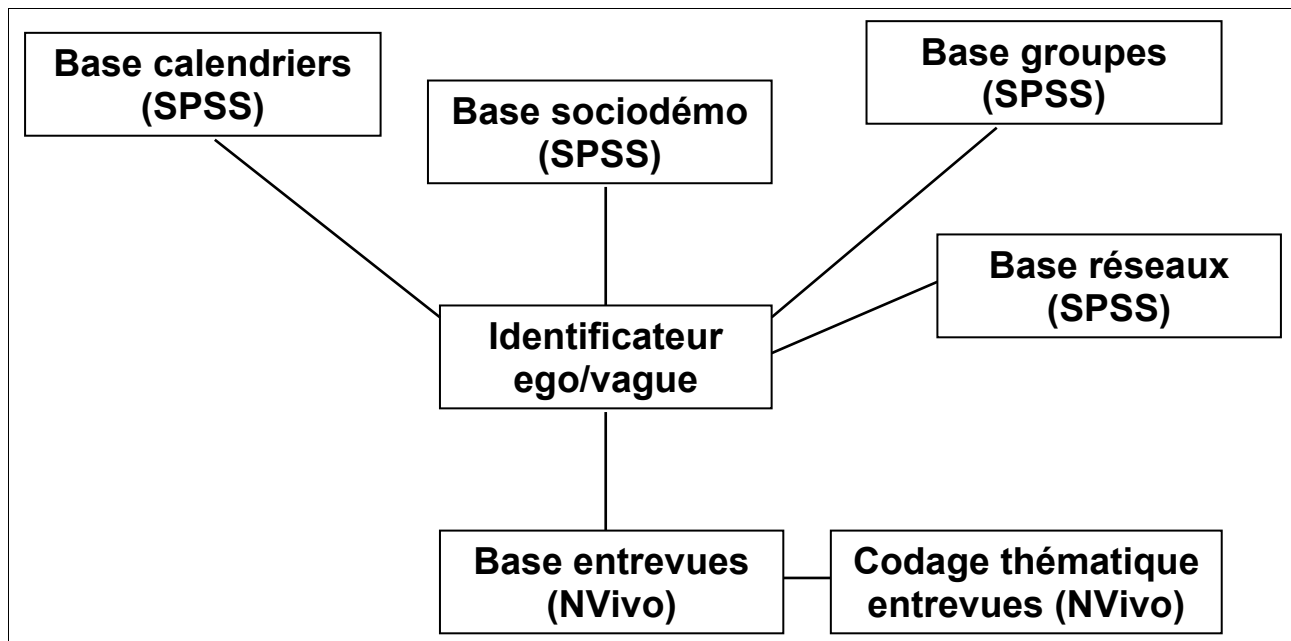 Base calendriers
(SPSS)
Base sociodémo
(SPSS)
Base groupes
(SPSS)
Base réseaux
(SPSS)
Identificateur
ego/vague
Base entrevues
(NVivo)
Codage thématique
entrevues (NVivo)